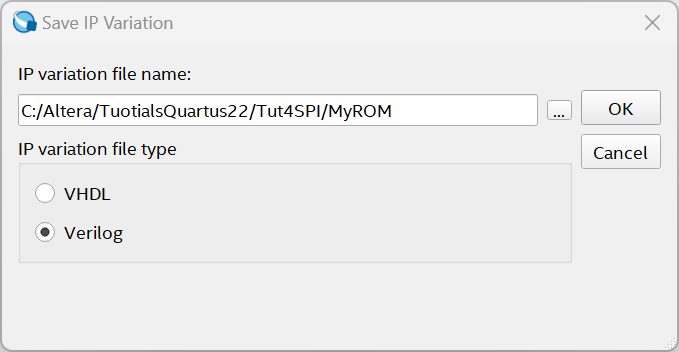 Save IP Variation
IP variation file name:
C:/Altera/TuotialsQuartus22/Tut4SPI/MyROM
...
OK
IP variation file type
Cancel
VHDL
Verilog